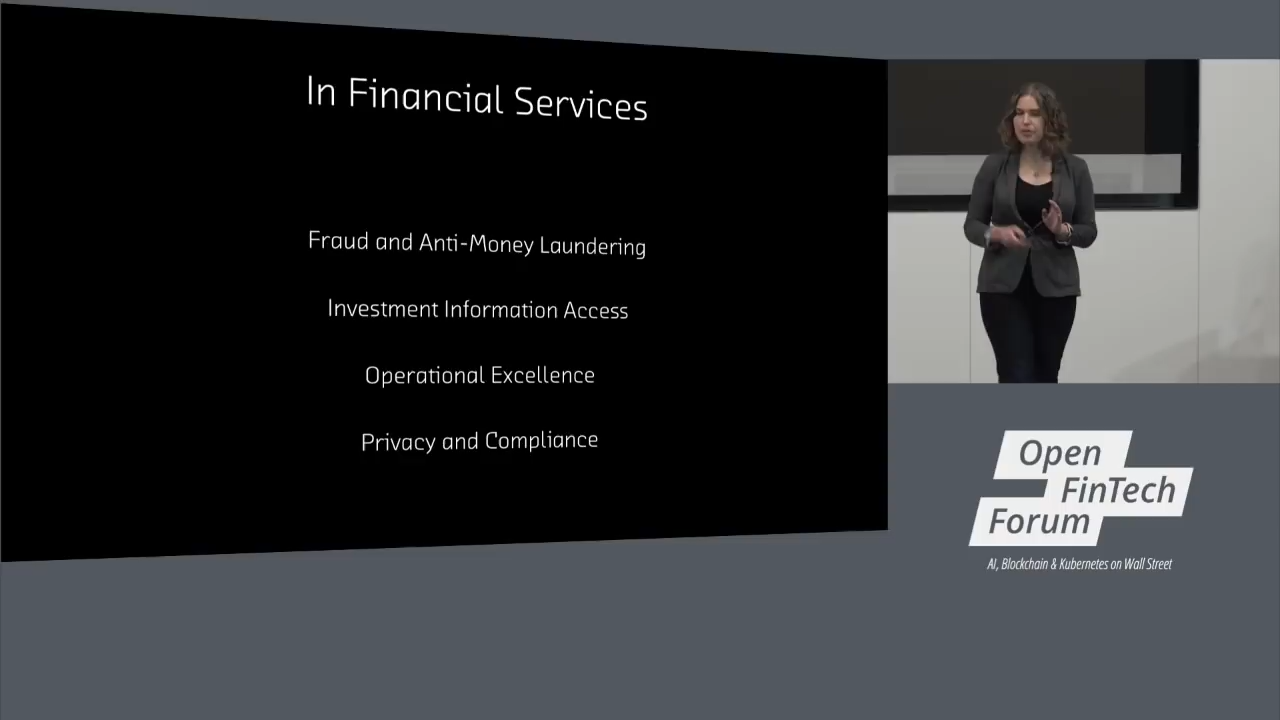 In Financial Services
Fraud and Anti-Money Laundering
Investment Information Access
Operational Excellence
Privacy and Compliance
Open
FinTech
Forum
AI, Blockchain & Kubernetes on Wall Street